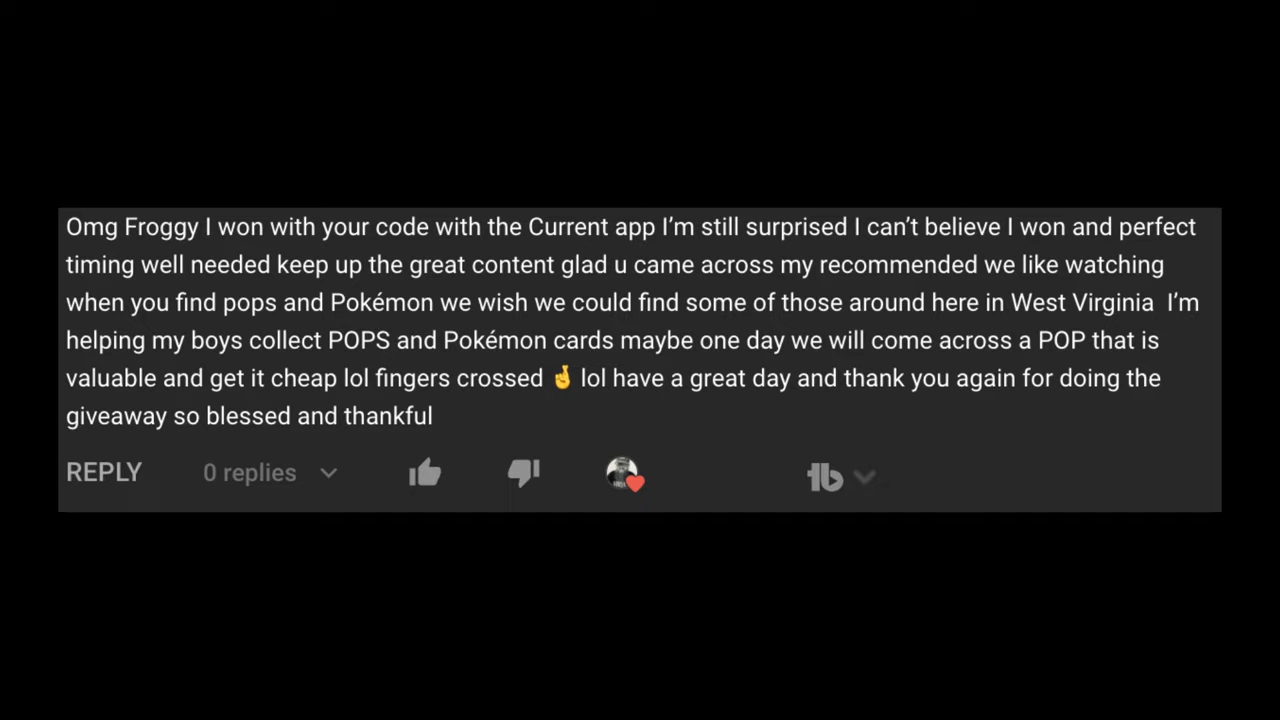 Omg Froggy I won with your code with the Current app I’m still surprised I can’t believe I won and perfect
timing well needed keep up the great content glad u came across my recommended we like watching
when you find pops and Pokémon we wish we could find some of those around here in West Virginia  I’m
helping my boys collect POPS and Pokémon cards maybe one day we will come across a POP that is
valuable and get it cheap lol fingers crossed 🤞 lol have a great day and thank you again for doing the
giveaway so blessed and thankful
REPLY 0 replies tb